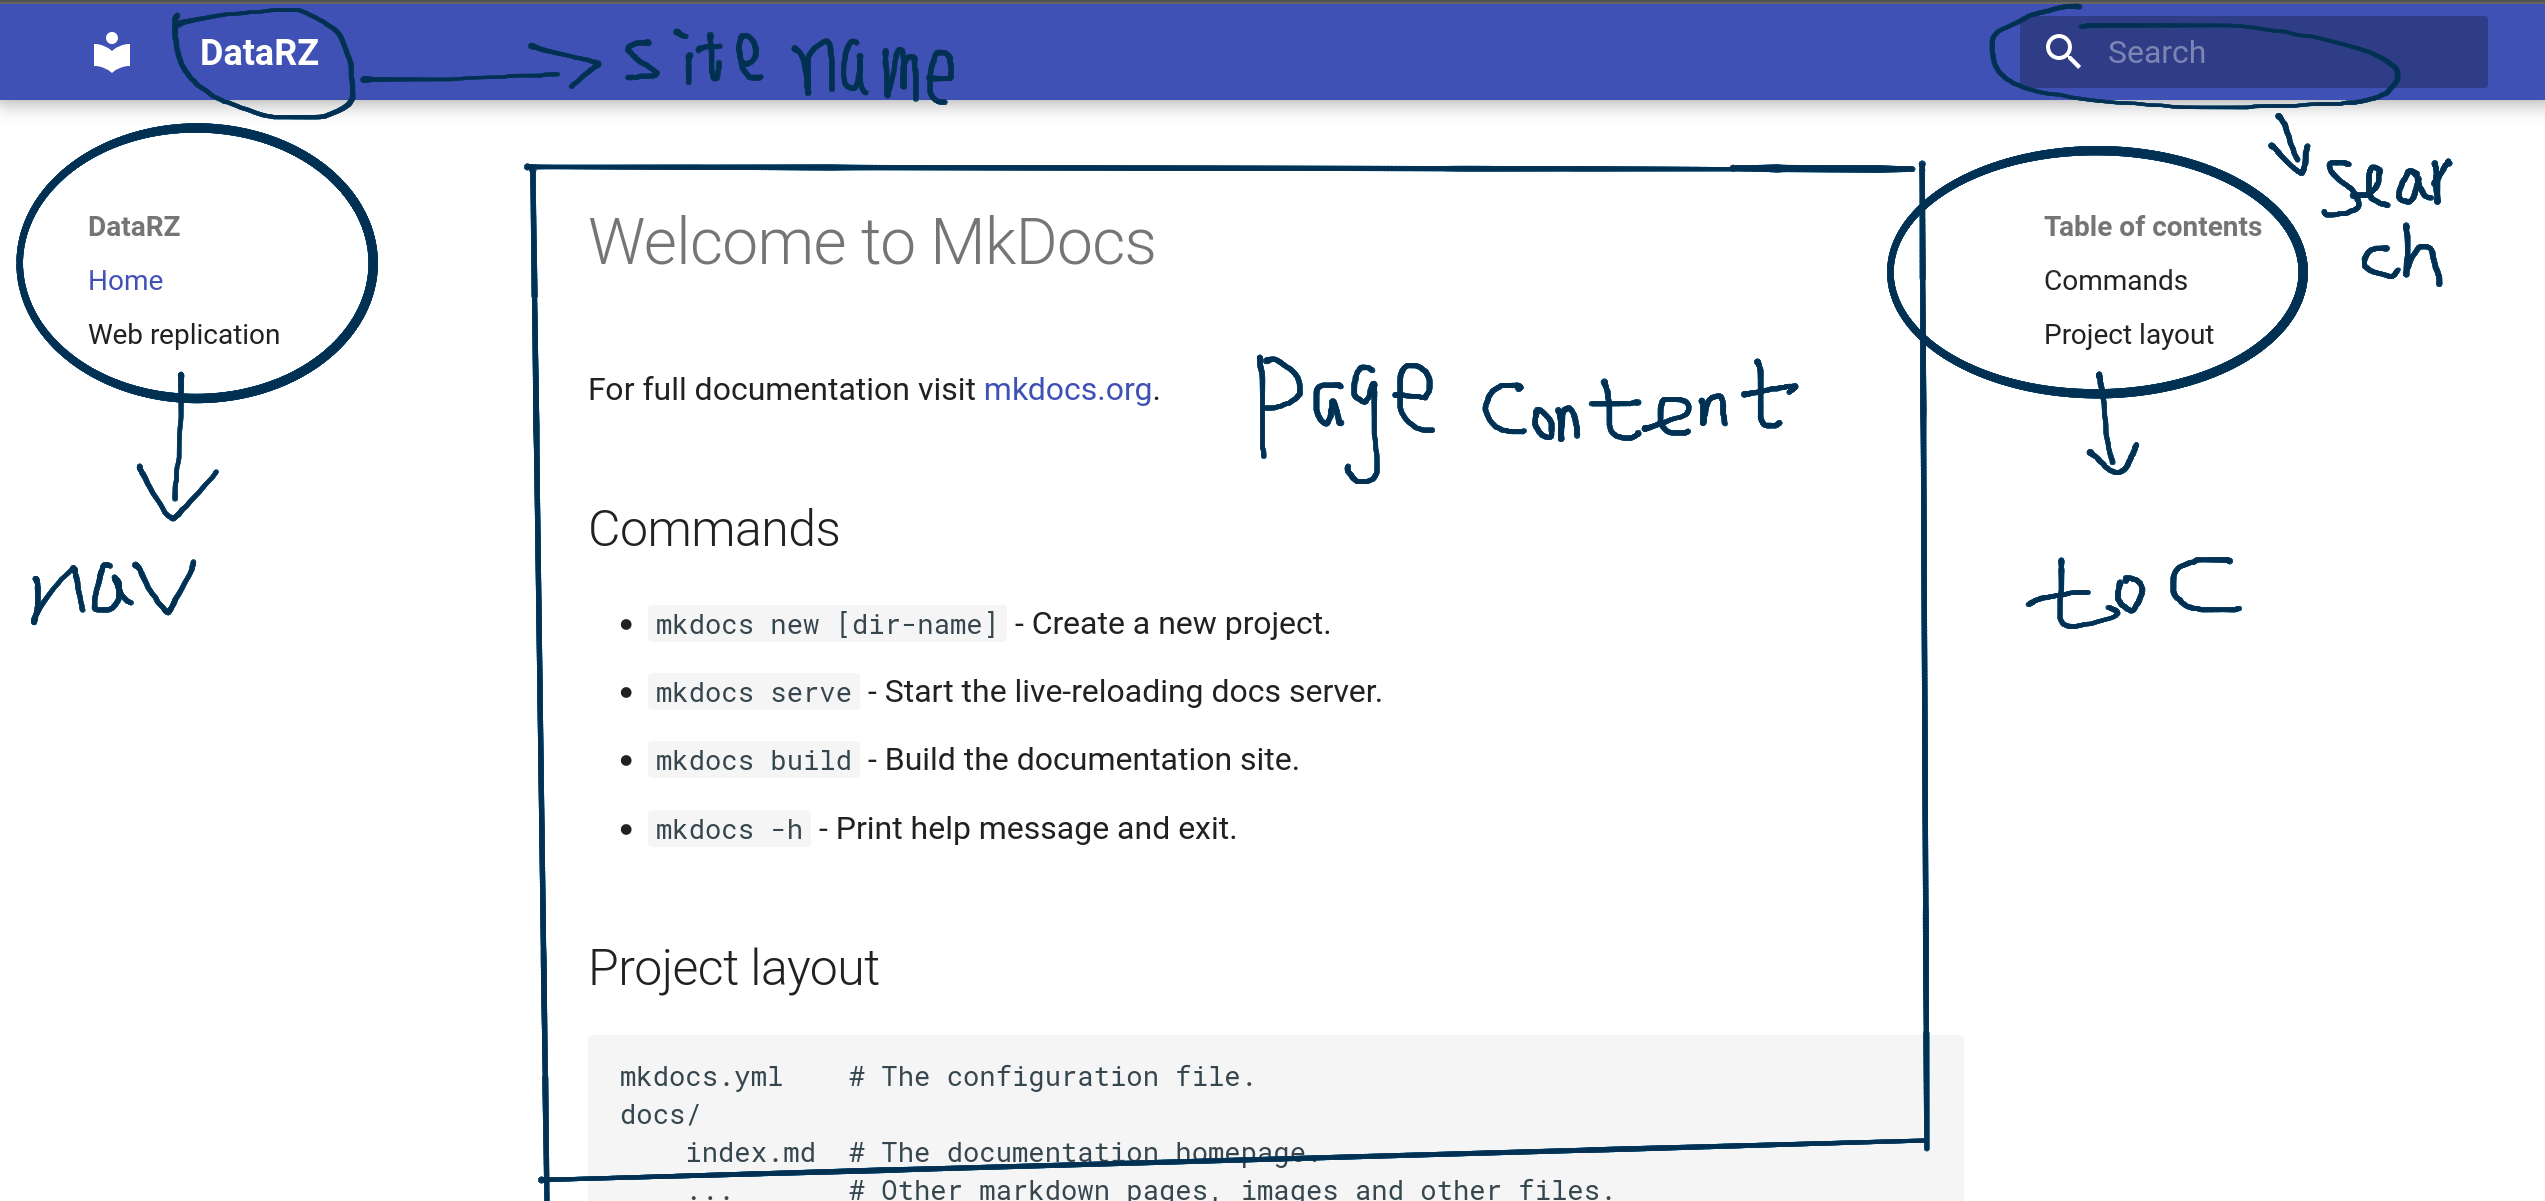 DataRZ
site name
Search
sear
ch
DataRZ
Home
Web replication
nav
Welcome to MkDocs
For full documentation visit mkdocs.org.
Page content
Commands
• mkdocs new [dir-name] - Create a new project.
• mkdocs serve - Start the live-reloading docs server.
• mkdocs build - Build the documentation site.
• mkdocs -h - Print help message and exit.
Project layout
mkdocs.yml    # The configuration file.
docs/
    index.md  # The documentation homepage.
    ...       # Other markdown pages, images and other files.
Table of contents
Commands
Project layout
toC